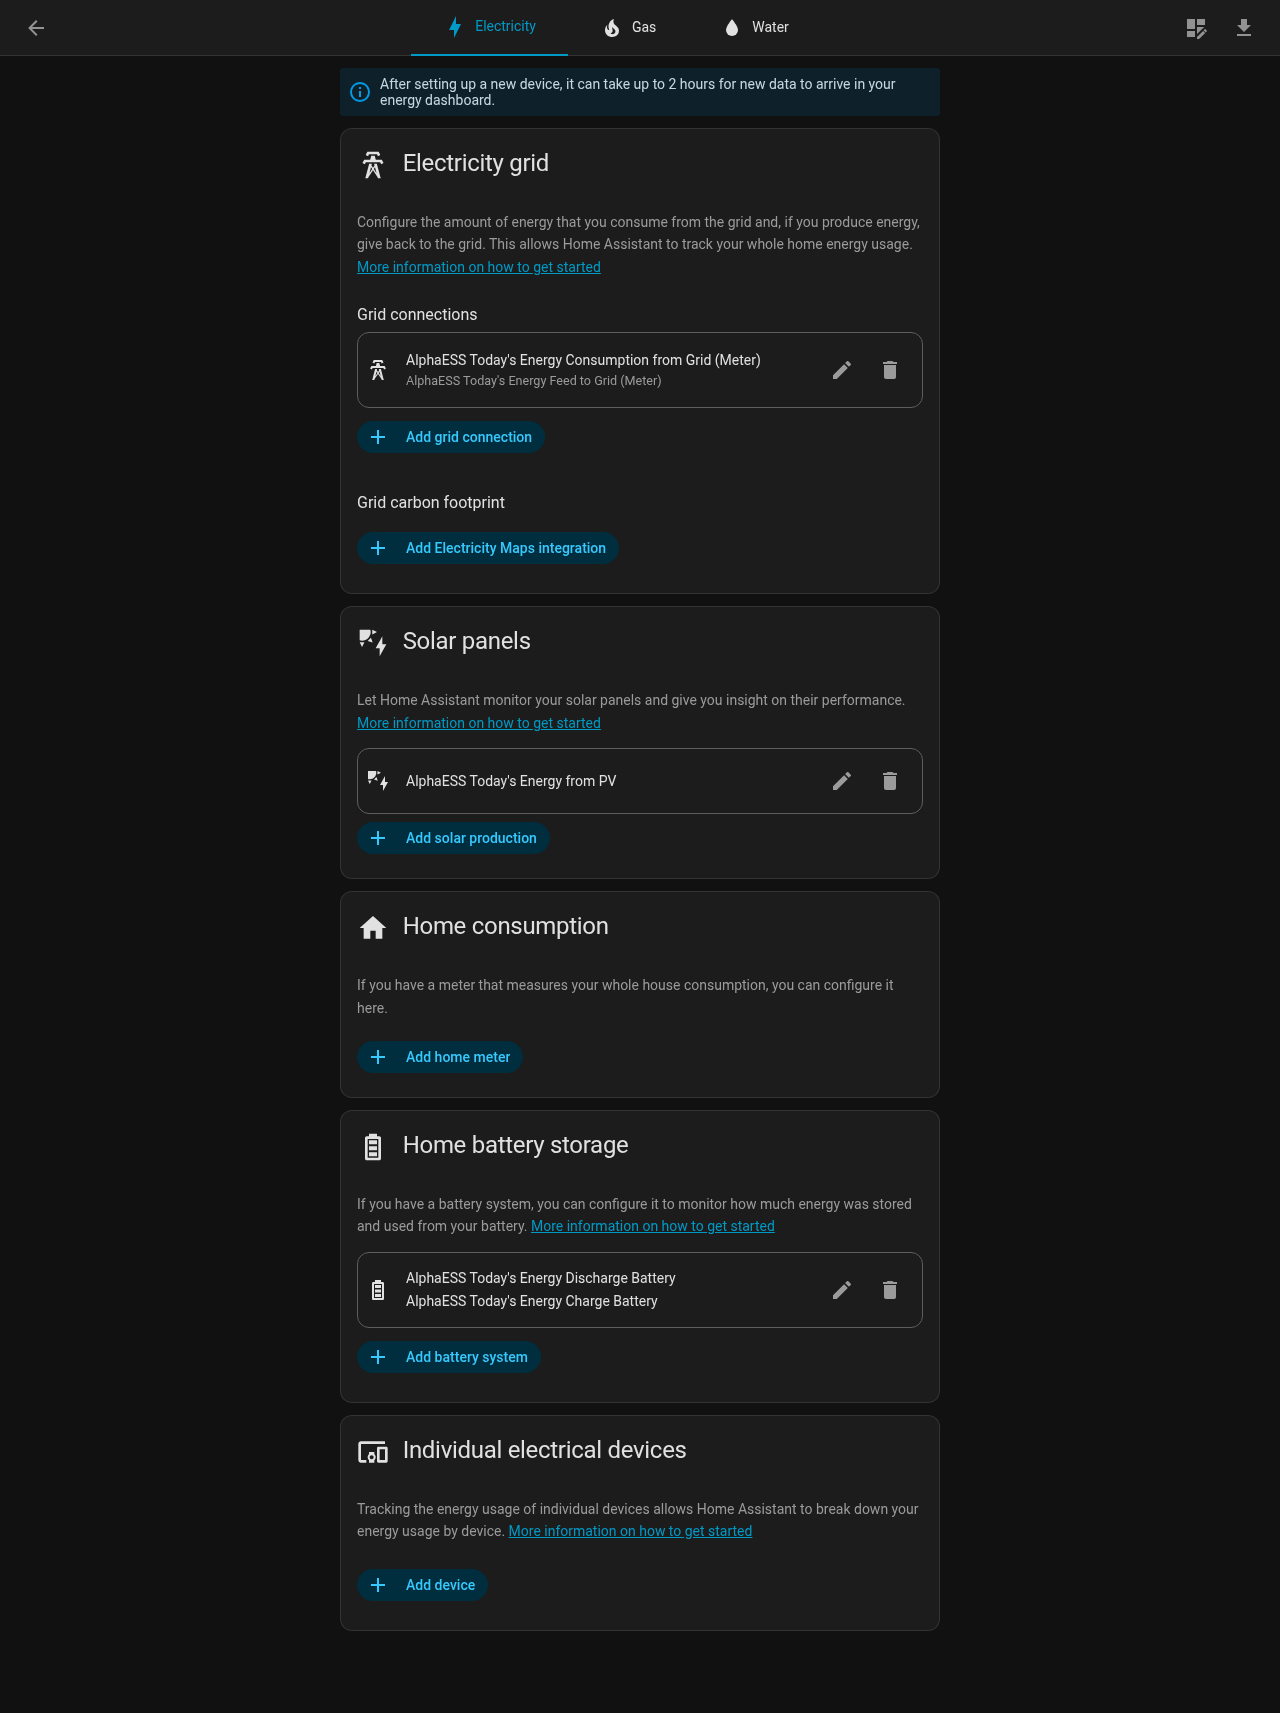 Electricity
Gas
Water
After setting up a new device, it can take up to 2 hours for new data to arrive in your
energy dashboard.
Electricity grid
Configure the amount of energy that you consume from the grid and, if you produce energy,
give back to the grid. This allows Home Assistant to track your whole home energy usage.
More information on how to get started
Grid connections
AlphaESS Today's Energy Consumption from Grid (Meter)
AlphaESS Today's Energy Feed to Grid (Meter)
Add grid connection
Grid carbon footprint
Add Electricity Maps integration
Solar panels
Let Home Assistant monitor your solar panels and give you insight on their performance.
More information on how to get started
AlphaESS Today's Energy from PV
Add solar production
Home consumption
If you have a meter that measures your whole house consumption, you can configure it
here.
Add home meter
Home battery storage
If you have a battery system, you can configure it to monitor how much energy was stored
and used from your battery. More information on how to get started
AlphaESS Today's Energy Discharge Battery
AlphaESS Today's Energy Charge Battery
Add battery system
Individual electrical devices
Tracking the energy usage of individual devices allows Home Assistant to break down your
energy usage by device. More information on how to get started
Add device